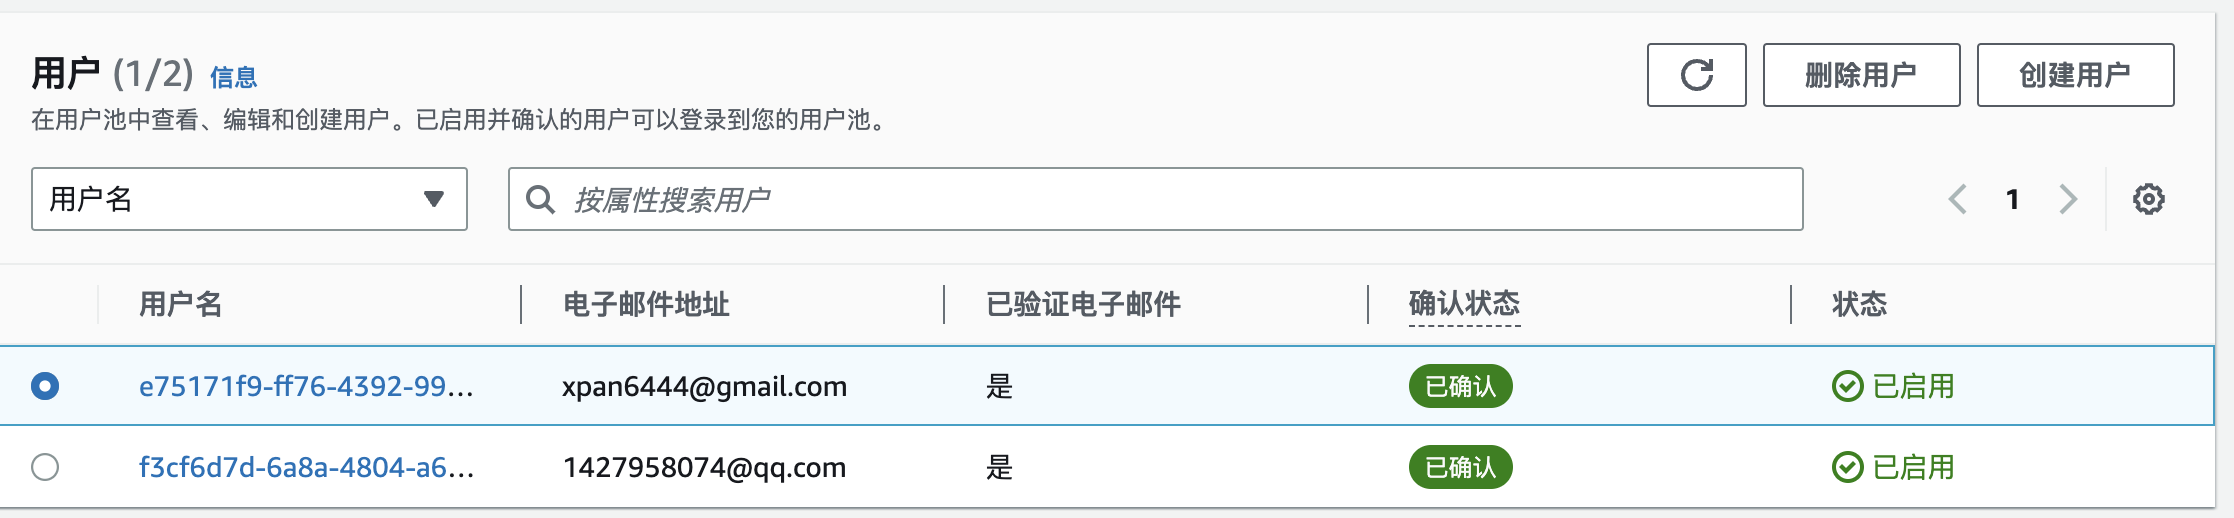 用户 (1/2) 信息
删除用户
创建用户
在用户池中查看、编辑和创建用户。已启用并确认的用户可以登录到您的用户池。
用户名
按属性搜索用户
1
用户名 电子邮件地址 已验证电子邮件 确认状态 状态
e75171f9-ff76-4392-99... xpan6444@gmail.com 是 已确认 已启用
f3cf6d7d-6a8a-4804-a6... 1427958074@qq.com 是 已确认 已启用